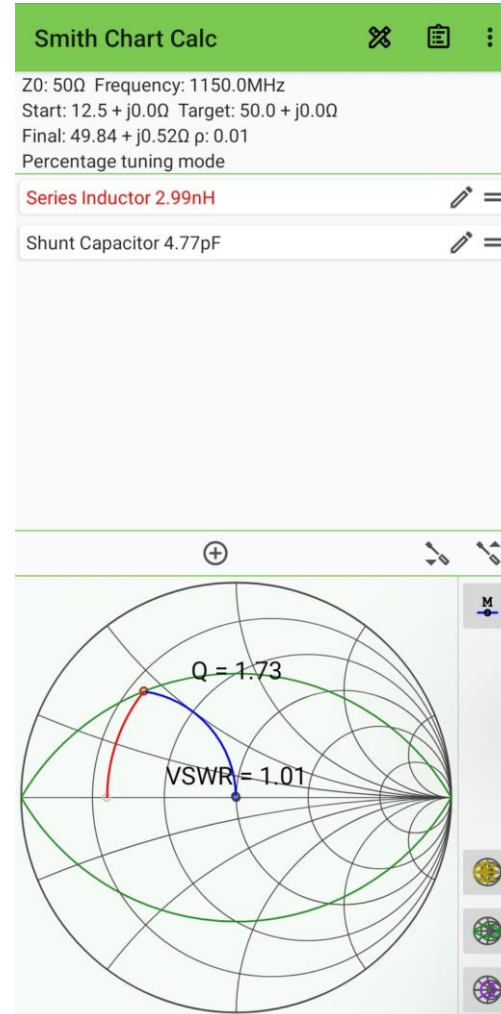 Smith Chart Calc
Z0: 50Ω Frequency: 1150.0MHz
Start: 12.5 + j0.0Ω Target: 50.0 + j0.0Ω
Final: 49.84 + j0.52Ω ρ: 0.01
Percentage tuning mode
Series Inductor 2.99nH
Shunt Capacitor 4.77pF
M
Q = 1.73
VSWR = 1.01